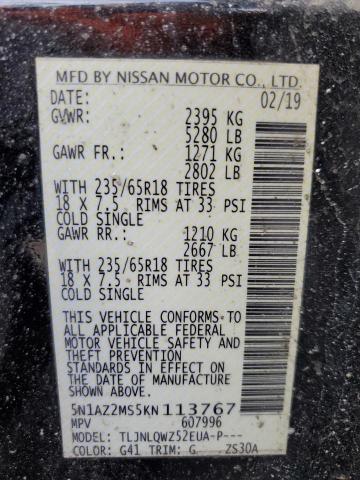 MFD BY NISSAN MOTOR CO., LTD.
DATE: 02/19
GVWR: 2395 KG
5280 LB
GAWR FR.: 1271 KG
2802 LB
WITH 235/65R18 TIRES
18 X 7.5 RIMS AT 33 PSI
COLD SINGLE
GAWR RR.: 1210 KG
2667 LB
WITH 235/65R18 TIRES
18 X 7.5 RIMS AT 33 PSI
COLD SINGLE
THIS VEHICLE CONFORMS TO
ALL APPLICABLE FEDERAL
MOTOR VEHICLE SAFETY AND
THEFT PREVENTION
STANDARDS IN EFFECT ON
THE DATE OF MANUFACTURE
SHOWN ABOVE.
5N1AZ2MS5KN113767
MPV 607996
MODEL: TLJNLQWZ52EUA-P---
COLOR: G41 TRIM: G ZS30A